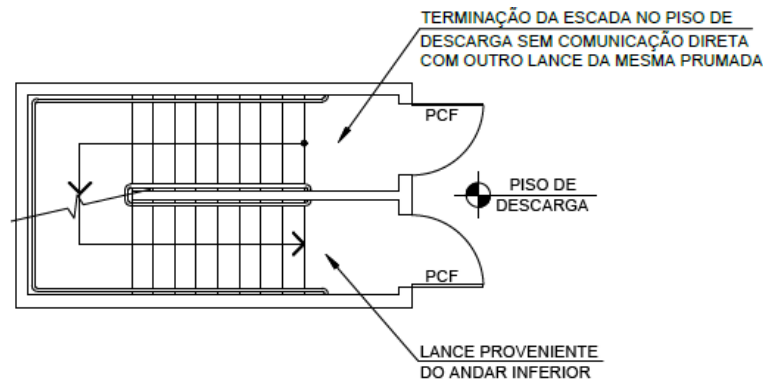 TERMINAÇÃO DA ESCADA NO PISO DE
DESCARGA SEM COMUNICAÇÃO DIRETA
COM OUTRO LANCE DA MESMA PRUMADA
PCF
PISO DE
DESCARGA
PCF
LANCE PROVENIENTE
DO ANDAR INFERIOR